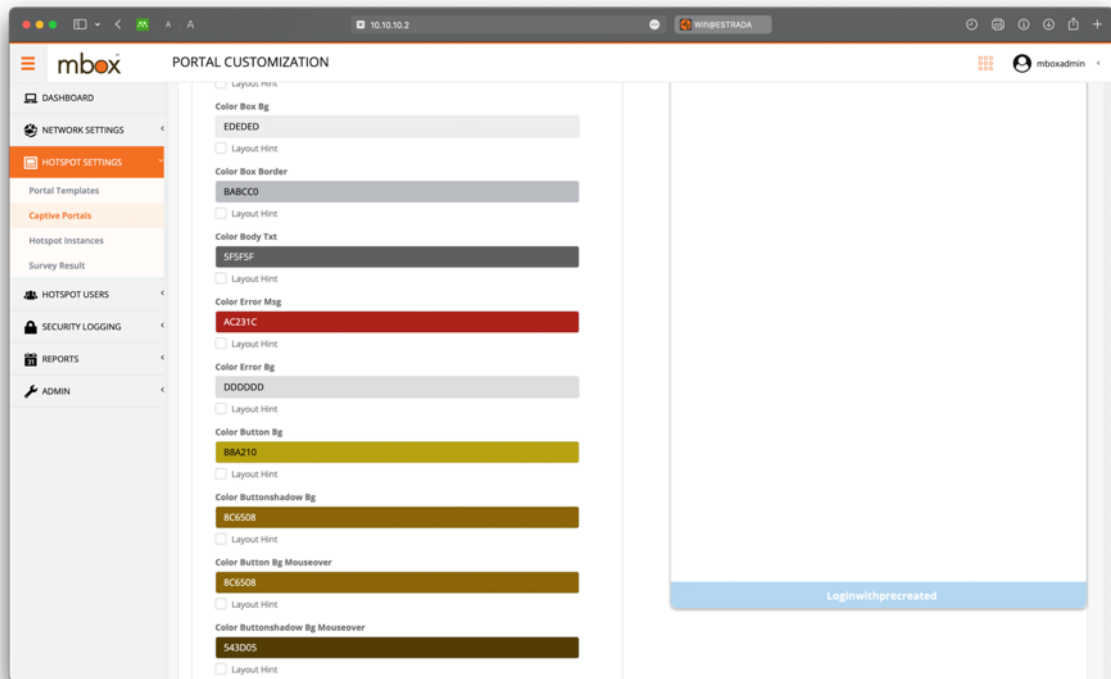 A A
10.10.10.2
Wifi@ESTRADA
mbox
PORTAL CUSTOMIZATION
mboxadmin
DASHBOARD
NETWORK SETTINGS
HOTSPOT SETTINGS
Portal Templates
Captive Portals
Hotspot Instances
Survey Result
HOTSPOT USERS
SECURITY LOGGING
REPORTS
ADMIN
Layout Hint
Color Box Bg
EDEDED
Layout Hint
Color Box Border
BABCC0
Layout Hint
Color Body Txt
5F5F5F
Layout Hint
Color Error Msg
AC231C
Layout Hint
Color Error Bg
DDDDDD
Layout Hint
Color Button Bg
B8A210
Layout Hint
Color Buttonshadow Bg
8C6508
Layout Hint
Color Button Bg Mouseover
8C6508
Layout Hint
Color Buttonshadow Bg Mouseover
543D05
Layout Hint
Loginwithprecreated